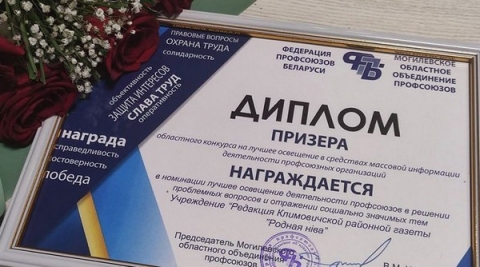 ПРАВОВЫЕ ВОПРОСЫ
ОХРАНА ТРУДА
солидарность
объективность
ЗАЩИТА ИНТЕРЕСОВ
СЛАВА ТРУДУ
оперативность
награда
справедливость
достоверность
победа
ФЕДЕРАЦИЯ
ПРОФСОЮЗОВ
БЕЛАРУСИ
ФПБ
МОГИЛЕВСКОЕ
ОБЛАСТНОЕ
ОБЪЕДИНЕНИЕ
ПРОФСОЮЗОВ
ДИПЛОМ
ПРИЗЕРА
областного конкурса на лучшее освещение в средствах массовой информации
деятельности профсоюзных организаций
НАГРАЖДАЕТСЯ
в номинации лучшее освещение деятельности профсоюзов в решении
проблемных вопросов и отражении социально значимых тем
Учреждение "Редакция Климовичской районной газеты
"Родная ніва"
Председатель Могилевского
областного объединения
профсоюзов